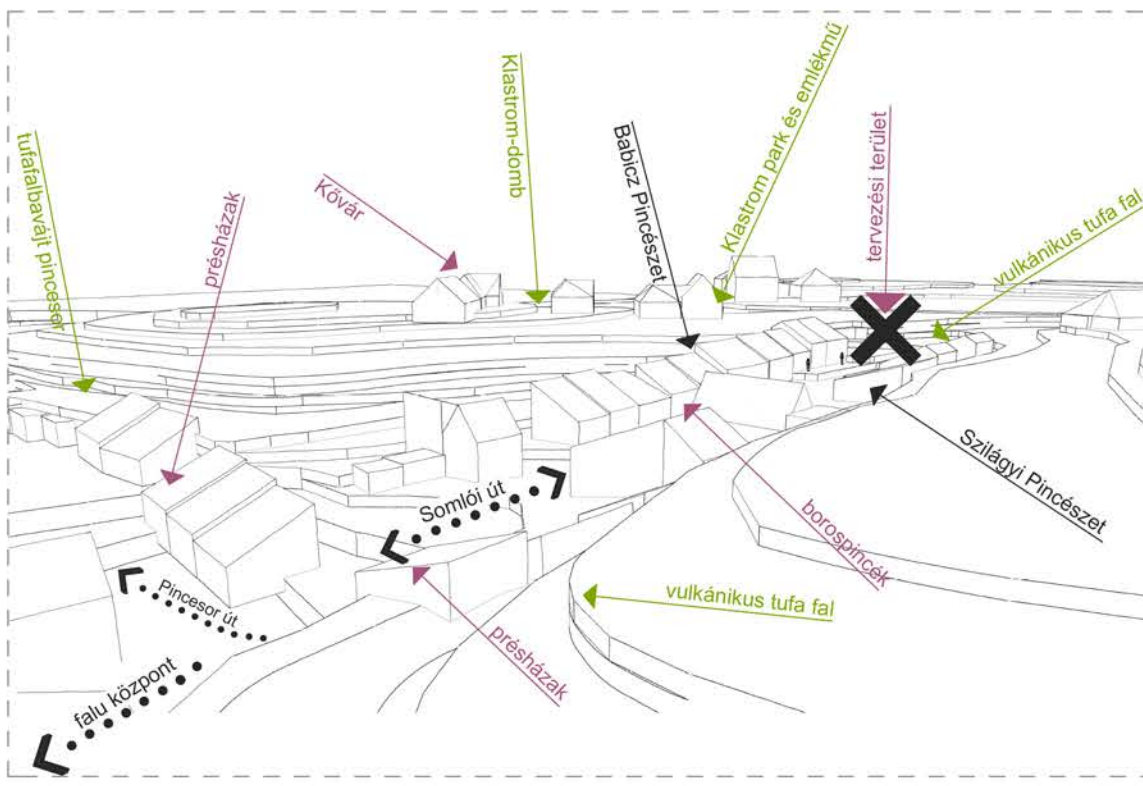 tufafalbavájt pincesor
présházak
Kővár
Klastrom-domb
Babicz Pincészet
Klastrom park és emlékmű
tervezési terület
vulkánikus tufa fal
Szilágyi Pincészet
Somlói út
borospincék
Pincesor út
vulkánikus tufa fal
présházak
falu központ